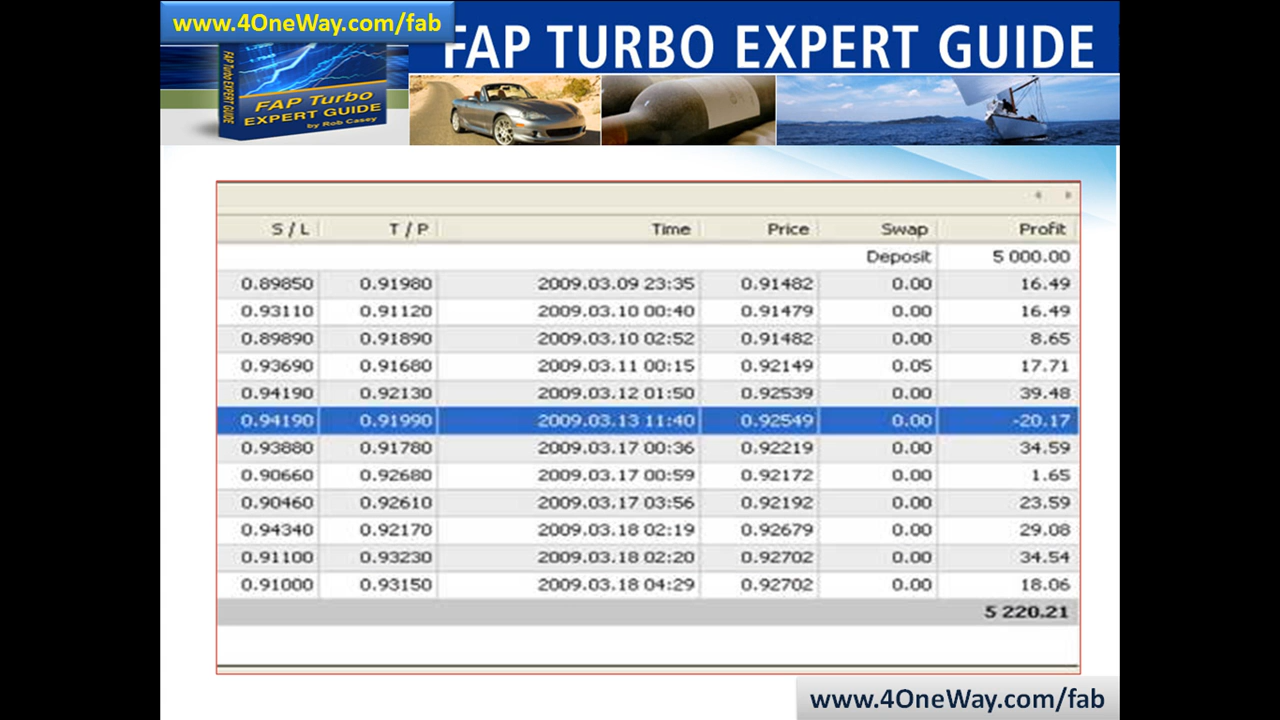 www.4OneWay.com/fab
FAP TURBO EXPERT GUIDE
FAP Turbo EXPERT GUIDE
FAP Turbo
EXPERT GUIDE
by Rob Casey
S / L T / P Time Price Swap Profit
Deposit 5 000.00
0.89850 0.91980 2009.03.09 23:35 0.91482 0.00 16.49
0.93110 0.91120 2009.03.10 00:40 0.91479 0.00 16.49
0.89890 0.91890 2009.03.10 02:52 0.91482 0.00 8.65
0.93690 0.91680 2009.03.11 00:15 0.92149 0.05 17.71
0.94190 0.92130 2009.03.12 01:50 0.92539 0.00 39.48
0.94190 0.91990 2009.03.13 11:40 0.92549 0.00 -20.17
0.93880 0.91780 2009.03.17 00:36 0.92219 0.00 34.59
0.90660 0.92680 2009.03.17 00:59 0.92172 0.00 1.65
0.90460 0.92610 2009.03.17 03:56 0.92192 0.00 23.59
0.94340 0.92170 2009.03.18 02:19 0.92679 0.00 29.08
0.91100 0.93230 2009.03.18 02:20 0.92702 0.00 34.54
0.91000 0.93150 2009.03.18 04:29 0.92702 0.00 18.06
5 220.21
www.4OneWay.com/fab